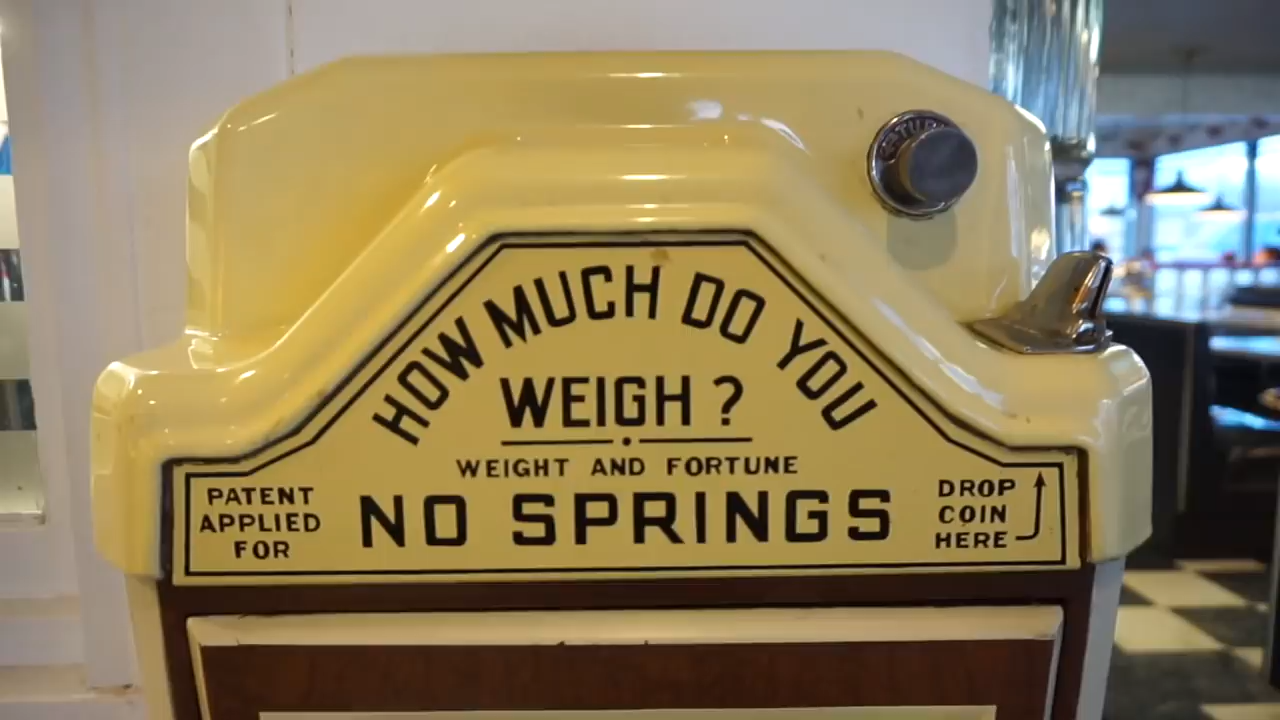 HOW MUCH DO YOU
WEIGH?
WEIGHT AND FORTUNE
NO SPRINGS
PATENT
APPLIED
FOR
DROP
COIN
HERE